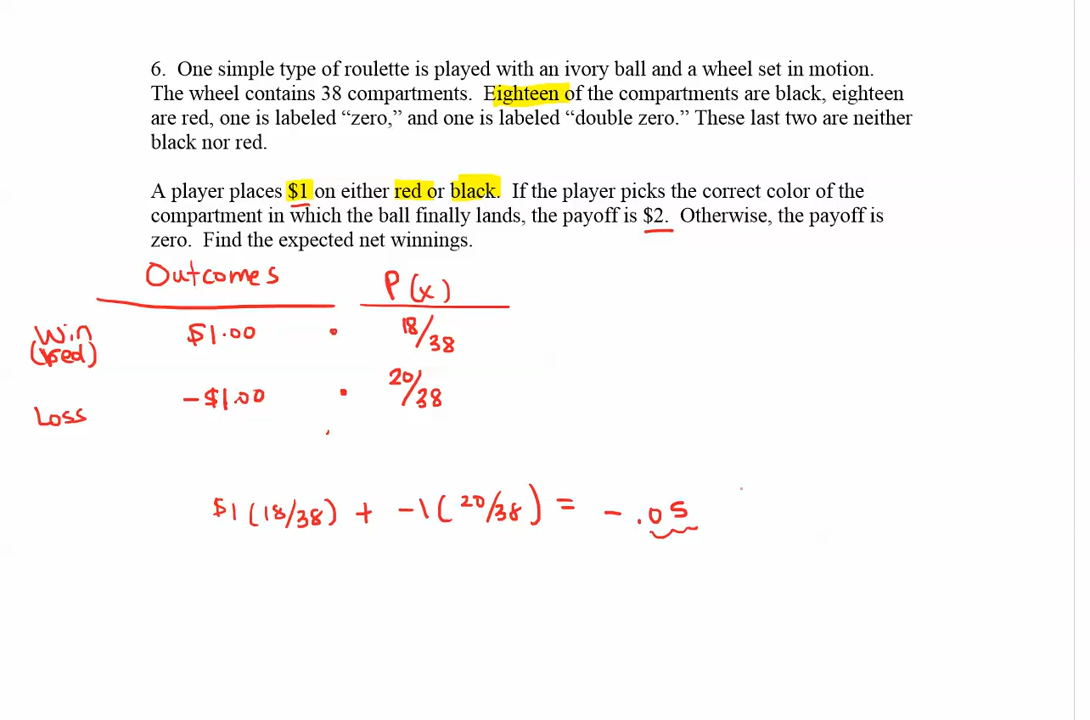 6. One simple type of roulette is played with an ivory ball and a wheel set in motion.
The wheel contains 38 compartments. Eighteen of the compartments are black, eighteen
are red, one is labeled “zero,” and one is labeled “double zero.” These last two are neither
black nor red.
A player places $1 on either red or black. If the player picks the correct color of the
compartment in which the ball finally lands, the payoff is $2. Otherwise, the payoff is
zero. Find the expected net winnings.
Outcomes P(x)
Win $1.00 · 18/38
(Red)
-$1.00 · 20/38
Loss
$1(18/38) + -1(20/38) = -.05